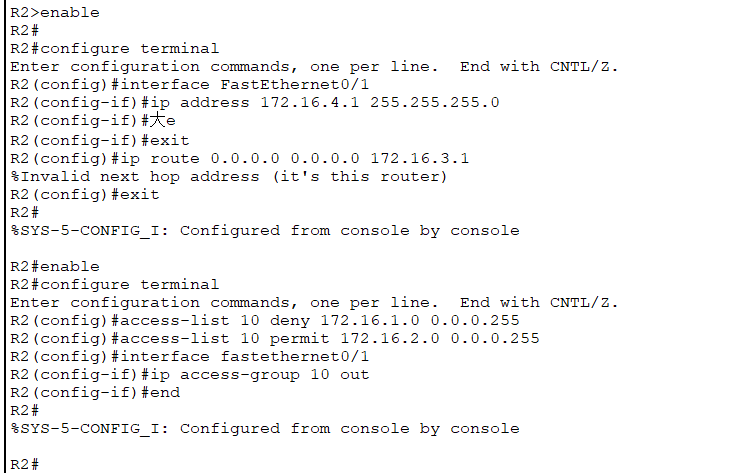 R2>enable
R2#
R2#configure terminal
Enter configuration commands, one per line.  End with CNTL/Z.
R2(config)#interface FastEthernet0/1
R2(config-if)#ip address 172.16.4.1 255.255.255.0
R2(config-if)#大e
R2(config-if)#exit
R2(config)#ip route 0.0.0.0 0.0.0.0 172.16.3.1
%Invalid next hop address (it's this router)
R2(config)#exit
R2#
%SYS-5-CONFIG_I: Configured from console by console
R2#enable
R2#configure terminal
Enter configuration commands, one per line.  End with CNTL/Z.
R2(config)#access-list 10 deny 172.16.1.0 0.0.0.255
R2(config)#access-list 10 permit 172.16.2.0 0.0.0.255
R2(config)#interface fastethernet0/1
R2(config-if)#ip access-group 10 out
R2(config-if)#end
R2#
%SYS-5-CONFIG_I: Configured from console by console
R2#